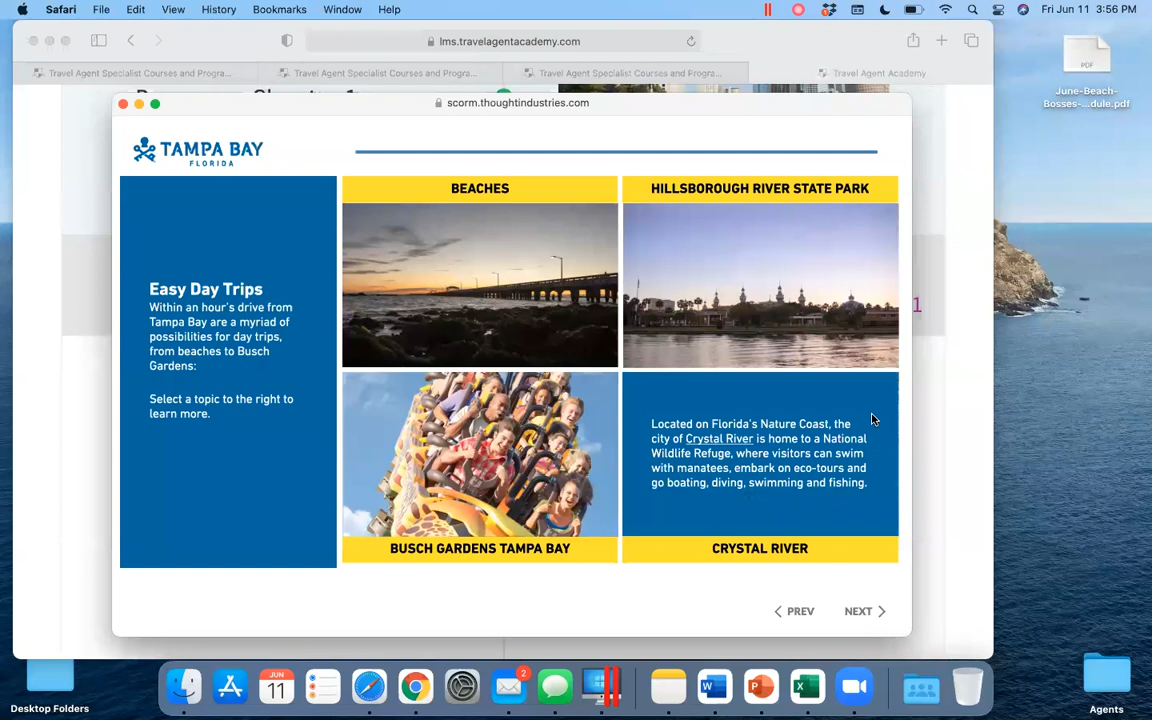 Safari File Edit View History Bookmarks Window Help Fri Jun 11 3:56 PM
lms.travelagentacademy.com
Travel Agent Specialist Courses and Progra... Travel Agent Specialist Courses and Progra... Travel Agent Specialist Courses and Progra... Travel Agent Academy
scorm.thoughtindustries.com
TAMPA BAY
FLORIDA
BEACHES
HILLSBOROUGH RIVER STATE PARK
Easy Day Trips
Within an hour's drive from
Tampa Bay are a myriad of
possibilities for day trips,
from beaches to Busch
Gardens:
Select a topic to the right to
learn more.
Located on Florida's Nature Coast, the
city of Crystal River is home to a National
Wildlife Refuge, where visitors can swim
with manatees, embark on eco-tours and
go boating, diving, swimming and fishing.
BUSCH GARDENS TAMPA BAY
CRYSTAL RIVER
PREV NEXT
1
PDF
June-Beach-
Bosses-...dule.pdf
JUN
11
2
W
P
X
Desktop Folders
Agents